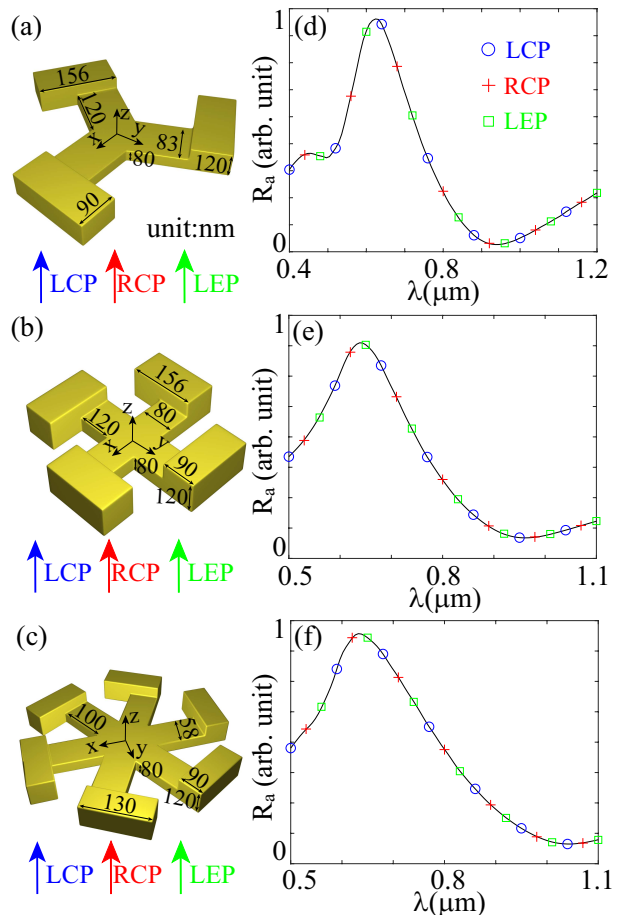 (a)
156
120
z
y
x
83
80
120
90
unit:nm
LCP RCP LEP
(d)
1
R_a (arb. unit)
0
LCP
RCP
LEP
0.4 0.8 1.2
λ(μm)
(b)
156
80
120
z
x y
80
90
120
LCP RCP LEP
(e)
1
R_a (arb. unit)
0
0.5 0.8 1.1
λ(μm)
(c)
100
z
x
y
58
80
90
120
130
LCP RCP LEP
(f)
1
R_a (arb. unit)
0
0.5 0.8 1.1
λ(μm)